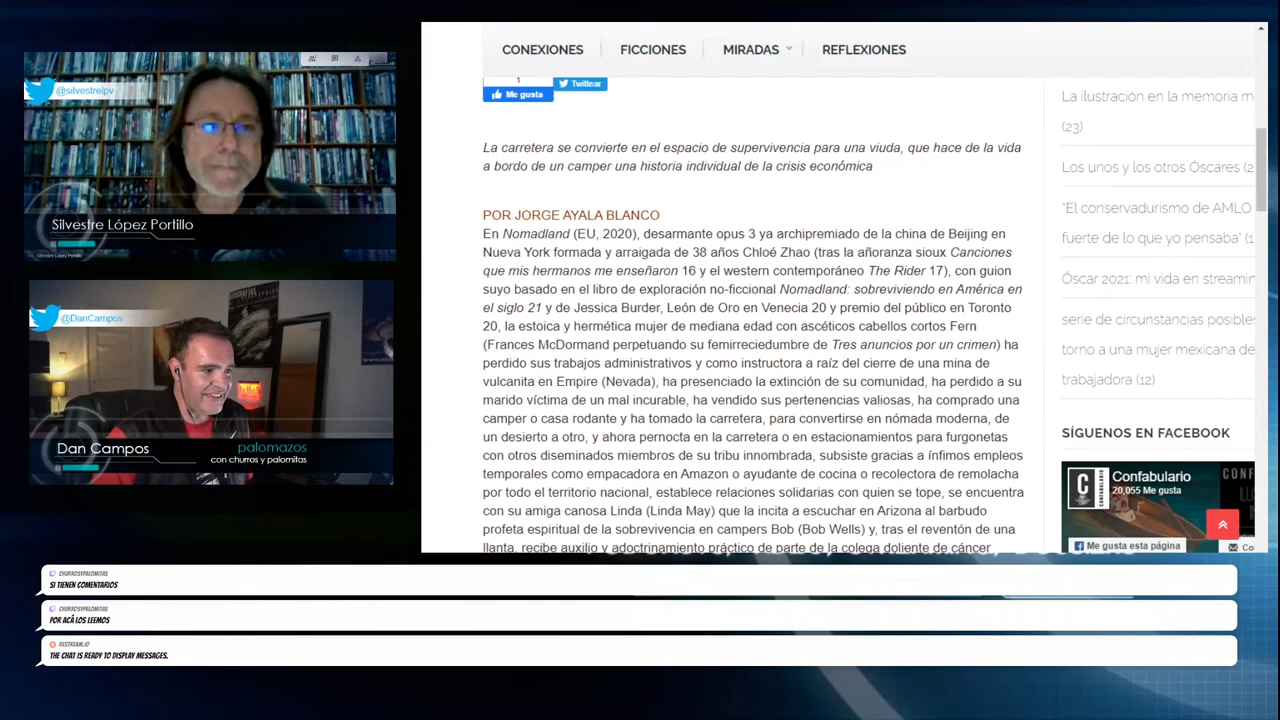 @silvestrelpv
Silvestre López Portillo
Silvestre López Portillo
@DanCampos
Dan Campos
palomazos
con churros y palomitas
CONEXIONES
FICCIONES
MIRADAS
REFLEXIONES
1
Me gusta
Twittear
La carretera se convierte en el espacio de supervivencia para una viuda, que hace de la vida
a bordo de un camper una historia individual de la crisis económica
POR JORGE AYALA BLANCO
En Nomadland (EU, 2020), desarmante opus 3 ya archipremiado de la china de Beijing en
Nueva York formada y arraigada de 38 años Chloé Zhao (tras la añoranza sioux Canciones
que mis hermanos me enseñaron 16 y el western contemporáneo The Rider 17), con guion
suyo basado en el libro de exploración no-ficcional Nomadland: sobreviviendo en América en
el siglo 21 y de Jessica Burder, León de Oro en Venecia 20 y premio del público en Toronto
20, la estoica y hermética mujer de mediana edad con ascéticos cabellos cortos Fern
(Frances McDormand perpetuando su femirreciedumbre de Tres anuncios por un crimen) ha
perdido sus trabajos administrativos y como instructora a raíz del cierre de una mina de
vulcanita en Empire (Nevada), ha presenciado la extinción de su comunidad, ha perdido a su
marido víctima de un mal incurable, ha vendido sus pertenencias valiosas, ha comprado una
camper o casa rodante y ha tomado la carretera, para convertirse en nómada moderna, de
un desierto a otro, y ahora pernocta en la carretera o en estacionamientos para furgonetas
con otros diseminados miembros de su tribu innombrada, subsiste gracias a ínfimos empleos
temporales como empacadora en Amazon o ayudante de cocina o recolectora de remolacha
por todo el territorio nacional, establece relaciones solidarias con quien se tope, se encuentra
con su amiga canosa Linda (Linda May) que la incita a escuchar en Arizona al barbudo
profeta espiritual de la sobrevivencia en campers Bob (Bob Wells) y, tras el reventón de una
llanta, recibe auxilio y adoctrinamiento práctico de parte de la colega doliente de cáncer
La ilustración en la memoria m
(23)
Los unos y los otros Óscares (2
"El conservadurismo de AMLO
fuerte de lo que yo pensaba" (1
Óscar 2021: mi vida en streamin
serie de circunstancias posibles
torno a una mujer mexicana de
trabajadora (12)
SÍGUENOS EN FACEBOOK
Confabulario
20,055 Me gusta
Me gusta esta página
Co
CHURROSYPALOMITAS
SI TIENEN COMENTARIOS
CHURROSYPALOMITAS
POR ACÁ LOS LEEMOS
RESTREAM.IO
THE CHAT IS READY TO DISPLAY MESSAGES.